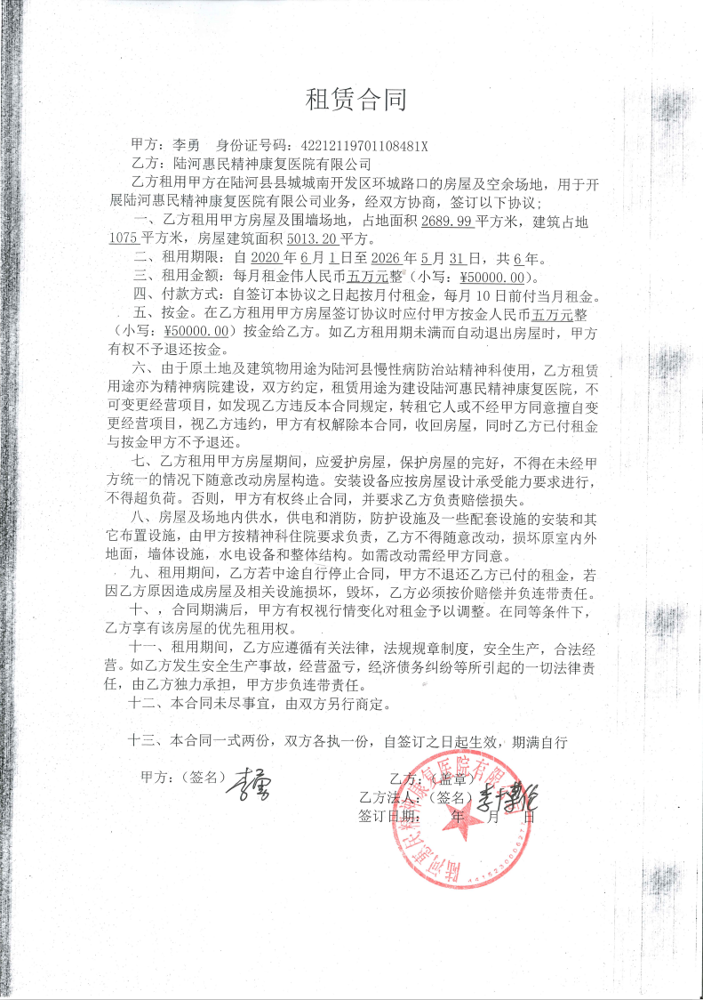 租赁合同
甲方：李勇 身份证号码：42212119701108481X
乙方：陆河惠民精神康复医院有限公司
乙方租用甲方在陆河县县城城南开发区环城路口的房屋及空余场地，用于开
展陆河惠民精神康复医院有限公司业务，经双方协商，签订以下协议;
一、乙方租用甲方房屋及围墙场地，占地面积 2689.99 平方米，建筑占地
1075 平方米，房屋建筑面积 5013.20 平方。
二、租用期限：自 2020 年 6 月 1 日至 2026 年 5 月 31 日，共 6 年。
三、租用金额：每月租金伟人民币五万元整（小写：¥50000.00）。
四、付款方式：自签订本协议之日起按月付租金，每月 10 日前付当月租金。
五、按金。在乙方租用甲方房屋签订协议时应付甲方按金人民币五万元整
（小写：¥50000.00）按金给乙方。如乙方租用期未满而自动退出房屋时，甲方
有权不予退还按金。
六、由于原土地及建筑物用途为陆河县慢性病防治站精神科使用，乙方租赁
用途亦为精神病院建设，双方约定，租赁用途为建设陆河惠民精神康复医院，不
可变更经营项目，如发现乙方违反本合同规定，转租它人或不经甲方同意擅自变
更经营项目，视乙方违约，甲方有权解除本合同，收回房屋，同时乙方已付租金
与按金甲方不予退还。
七、乙方租用甲方房屋期间，应爱护房屋，保护房屋的完好，不得在未经甲
方统一的情况下随意改动房屋构造。安装设备应按房屋设计承受能力要求进行，
不得超负荷。否则，甲方有权终止合同，并要求乙方负责赔偿损失。
八、房屋及场地内供水，供电和消防，防护设施及一些配套设施的安装和其
它布置设施，由甲方按精神科住院要求负责，乙方不得随意改动，损坏原室内外
地面，墙体设施，水电设备和整体结构。如需改动需经甲方同意。
九、租用期间，乙方若中途自行停止合同，甲方不退还乙方已付的租金，若
因乙方原因造成房屋及相关设施损坏，毁坏，乙方必须按价赔偿并负连带责任。
十、，合同期满后，甲方有权视行情变化对租金予以调整。在同等条件下，
乙方享有该房屋的优先租用权。
十一、租用期间，乙方应遵循有关法律，法规规章制度，安全生产，合法经
营。如乙方发生安全生产事故，经营盈亏，经济债务纠纷等所引起的一切法律责
任，由乙方独力承担，甲方步负连带责任。
十二、本合同未尽事宜，由双方另行商定。
十三、本合同一式两份，双方各执一份，自签订之日起生效，期满自行
甲方：（签名）李勇
乙方：（盖章）
乙方法人：（签名）李博伦
签订日期： 年 月 日
陆河惠民精神康复医院有限公司